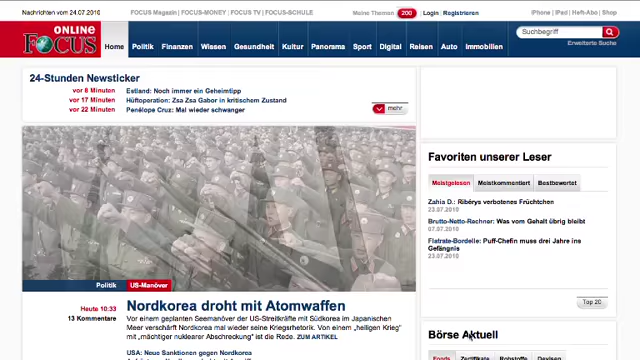 Nachrichten vom 24.07.2010
FOCUS Magazin | FOCUS-MONEY | FOCUS TV | FOCUS-SCHULE
Meine Themen 200 Login Registrieren
iPhone | iPad | Heft-Abo | Shop
ONLINE
FOCUS
Home Politik Finanzen Wissen Gesundheit Kultur Panorama Sport Digital Reisen Auto Immobilien
Suchbegriff
Erweiterte Suche
24-Stunden Newsticker
vor 8 Minuten Estland: Noch immer ein Geheimtipp
vor 17 Minuten Hüftoperation: Zsa Zsa Gabor in kritischem Zustand
vor 22 Minuten Penélope Cruz: Mal wieder schwanger
mehr
Politik US-Manöver
Heute 10:33
13 Kommentare
Nordkorea droht mit Atomwaffen
Vor einem geplanten Seemanöver der US-Streitkräfte mit Südkorea im Japanischen
Meer verschärft Nordkorea mal wieder seine Kriegsrhetorik. Von einem „heiligen Krieg“
mit „mächtiger nuklearer Abschreckung“ ist die Rede. ZUM ARTIKEL
USA: Neue Sanktionen gegen Nordkorea
Favoriten unserer Leser
Meistgelesen Meistkommentiert Bestbewertet
Zahia D.: Ribérys verbotenes Früchtchen
23.07.2010
Brutto-Netto-Rechner: Was vom Gehalt übrig bleibt
07.07.2010
Flatrate-Bordelle: Puff-Chefin muss drei Jahre ins
Gefängnis
23.07.2010
Top 20
Börse Aktuell
Fonds Zertifikate Rohstoffe Devisen